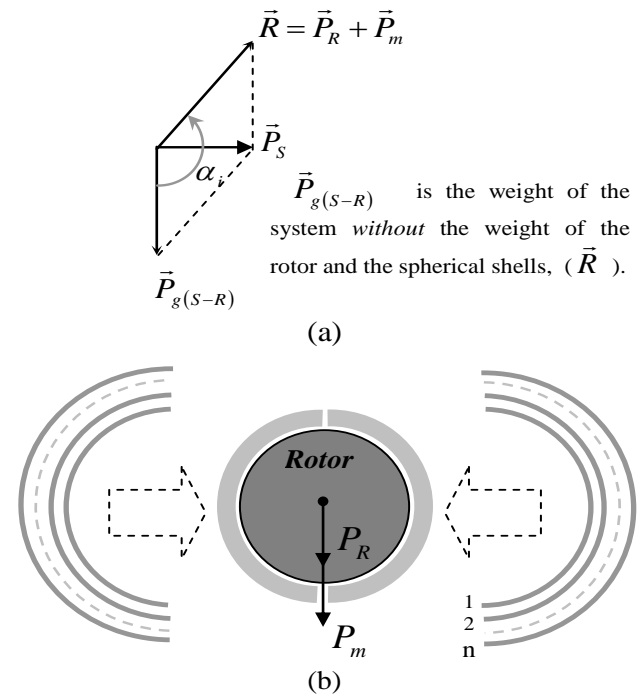 R⃗ = P⃗_R + P⃗_m
P⃗_S
α_i
P⃗_g(S−R) is the weight of the
system without the weight of the
rotor and the spherical shells, ( R⃗ ).
P⃗_g(S−R)
(a)
Rotor
P_R
1
2
n
P_m
(b)